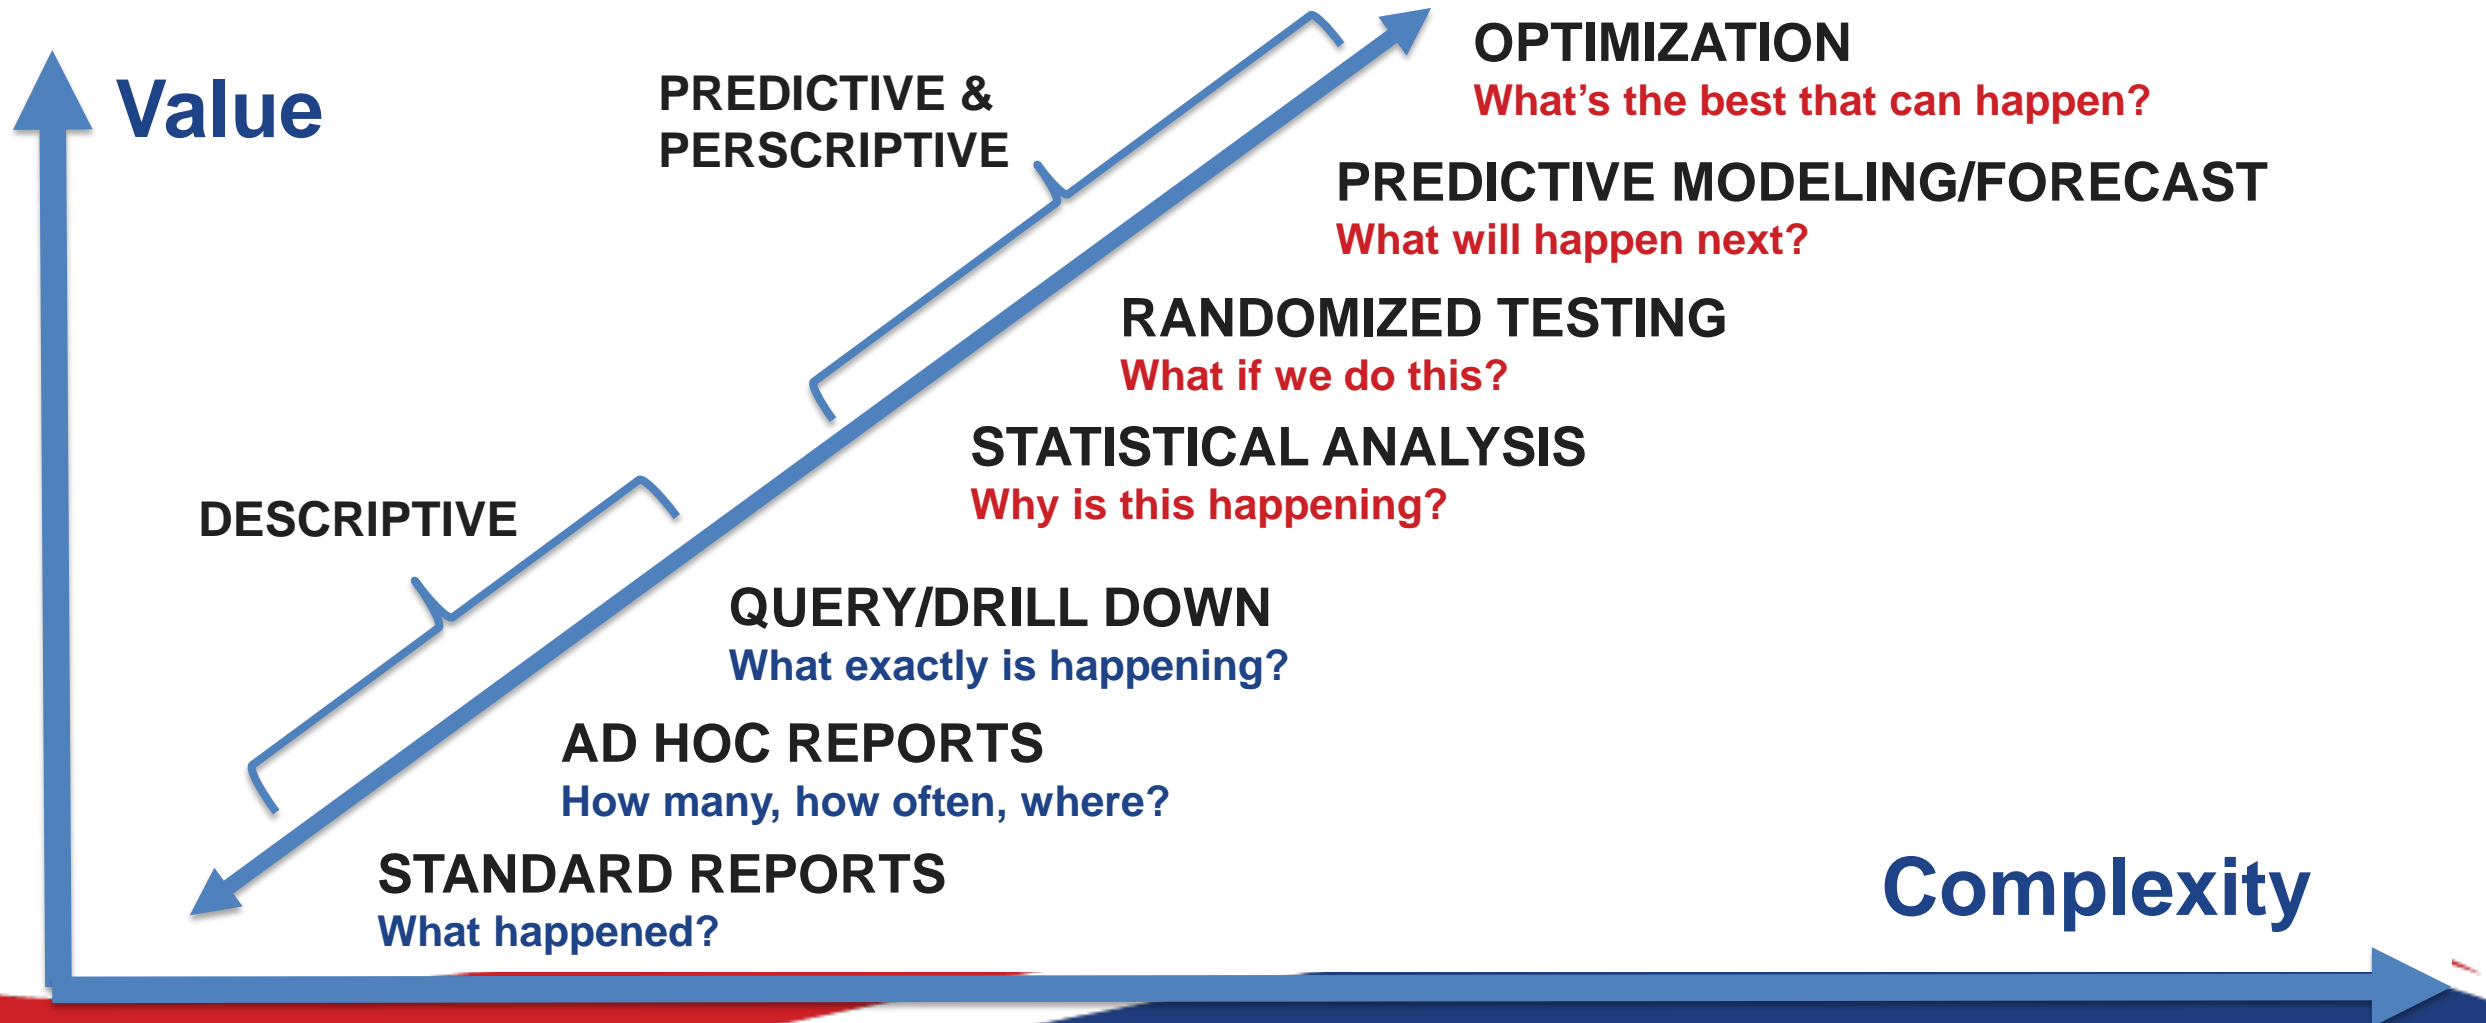 Value
PREDICTIVE &
PERSCRIPTIVE
OPTIMIZATION
What's the best that can happen?
PREDICTIVE MODELING/FORECAST
What will happen next?
RANDOMIZED TESTING
What if we do this?
STATISTICAL ANALYSIS
Why is this happening?
DESCRIPTIVE
QUERY/DRILL DOWN
What exactly is happening?
AD HOC REPORTS
How many, how often, where?
STANDARD REPORTS
What happened?
Complexity